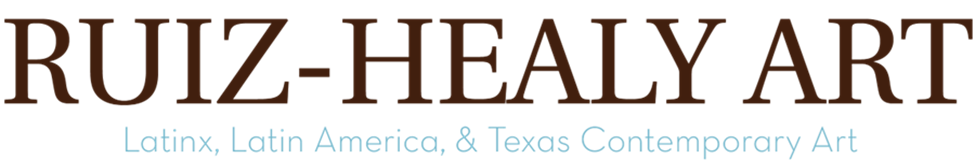 RUIZ-HEALY ART
Latinx, Latin America, & Texas Contemporary Art